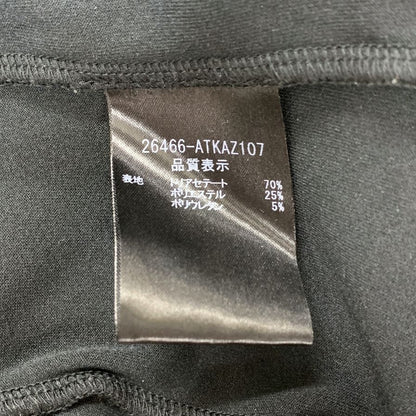 26466-ATKAZ107
品質表示
表地 トリアセテート 70%
ポリエステル 25%
ポリウレタン 5%